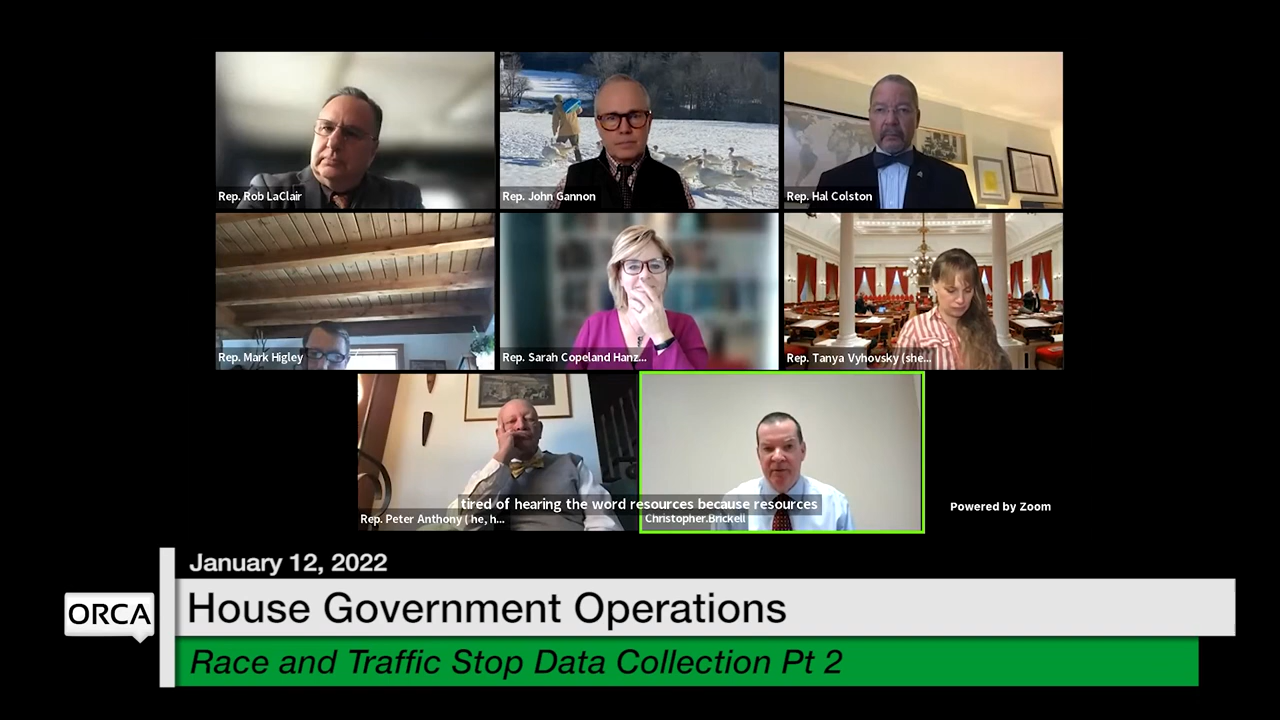 Rep. Rob LaClair
Rep. John Gannon
Rep. Hal Colston
Rep. Mark Higley
Rep. Sarah Copeland Hanz...
Rep. Tanya Vyhovsky (she...
tired of hearing the word resources because resources
Rep. Peter Anthony ( he, h...
Christopher.Brickell
Powered by Zoom
January 12, 2022
ORCA
House Government Operations
Race and Traffic Stop Data Collection Pt 2